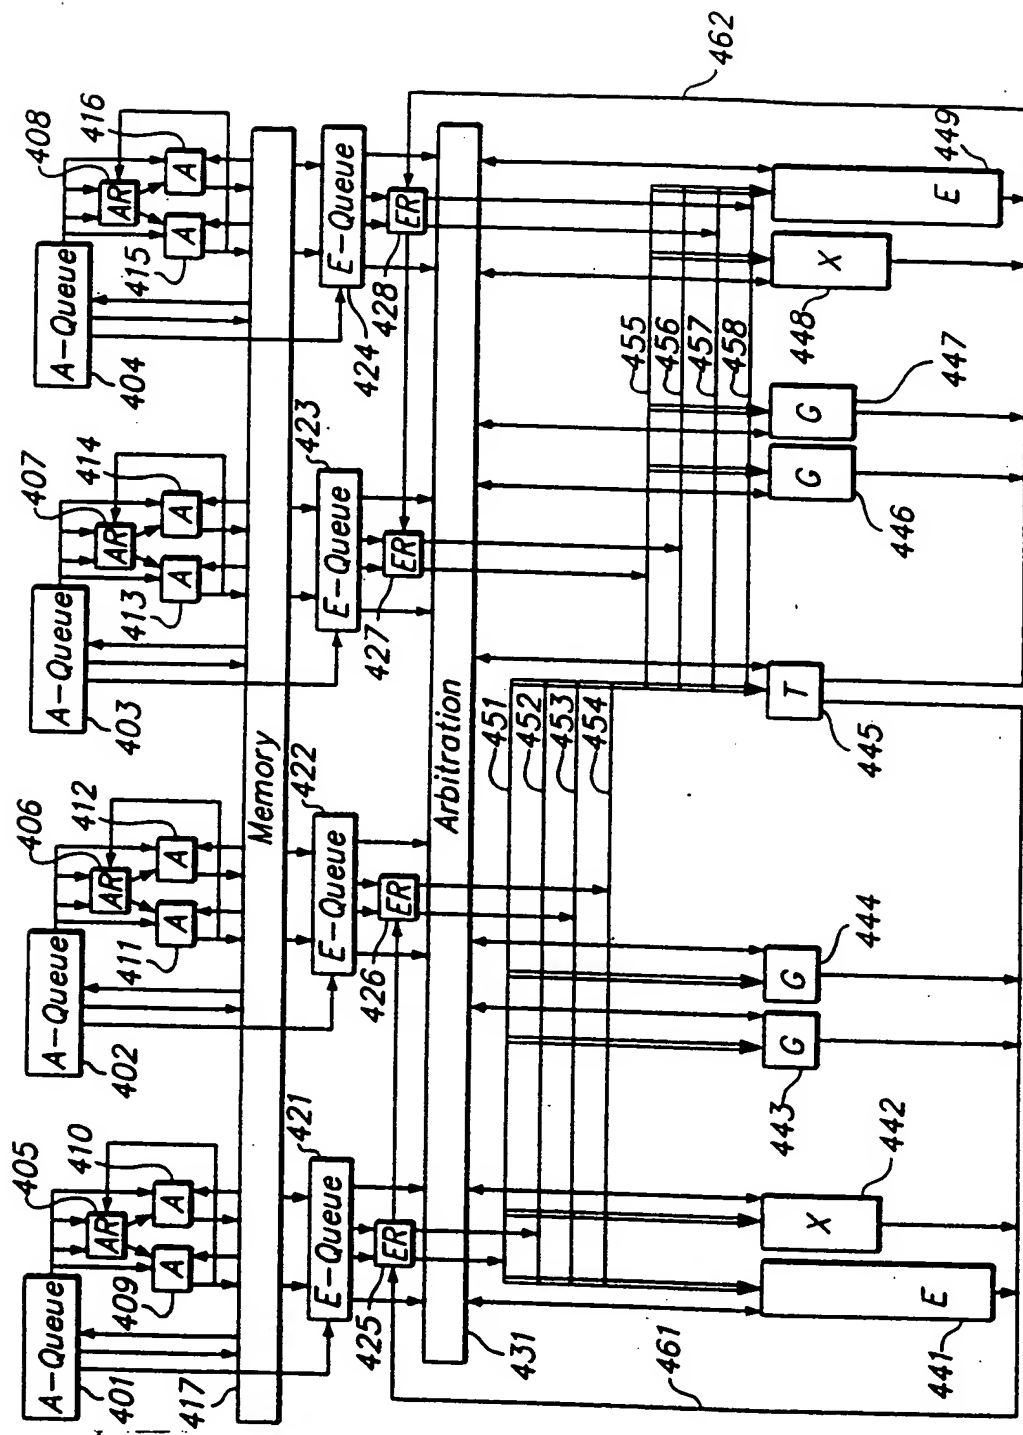 A-Queue
401
A-Queue
402
A-Queue
403
A-Queue
404
405
AR
410
A
409
A
406
AR
412
A
411
A
407
AR
414
A
413
A
408
AR
416
A
415
A
417
Memory
421
E-Queue
422
E-Queue
423
E-Queue
424
E-Queue
425
ER
426
ER
427
ER
428
ER
431
Arbitration
451
452
453
454
455
456
457
458
441
E
442
X
443
G
444
G
445
T
446
G
447
G
448
X
449
E
461
462